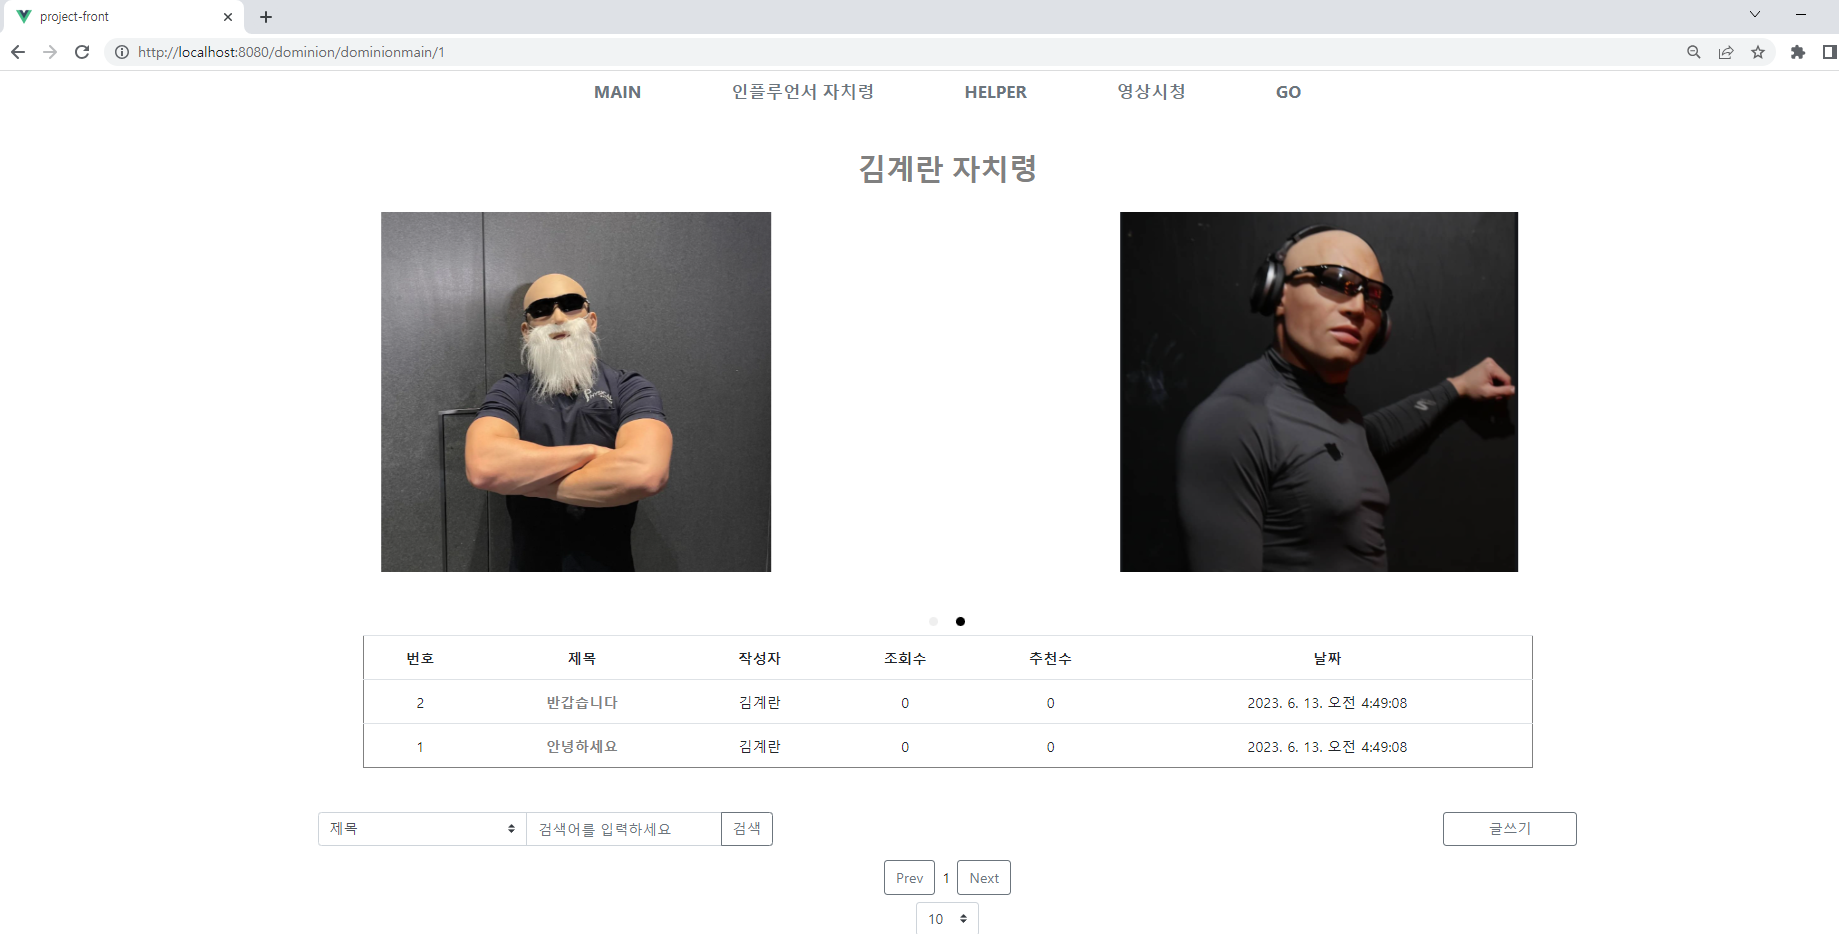 project-front
http://localhost:8080/dominion/dominionmain/1
MAIN 인플루언서 자치령 HELPER 영상시청 GO
김계란 자치령
번호 제목 작성자 조회수 추천수 날짜
2 반갑습니다 김계란 0 0 2023. 6. 13. 오전 4:49:08
1 안녕하세요 김계란 0 0 2023. 6. 13. 오전 4:49:08
제목 검색어를 입력하세요 검색 글쓰기
Prev 1 Next
10